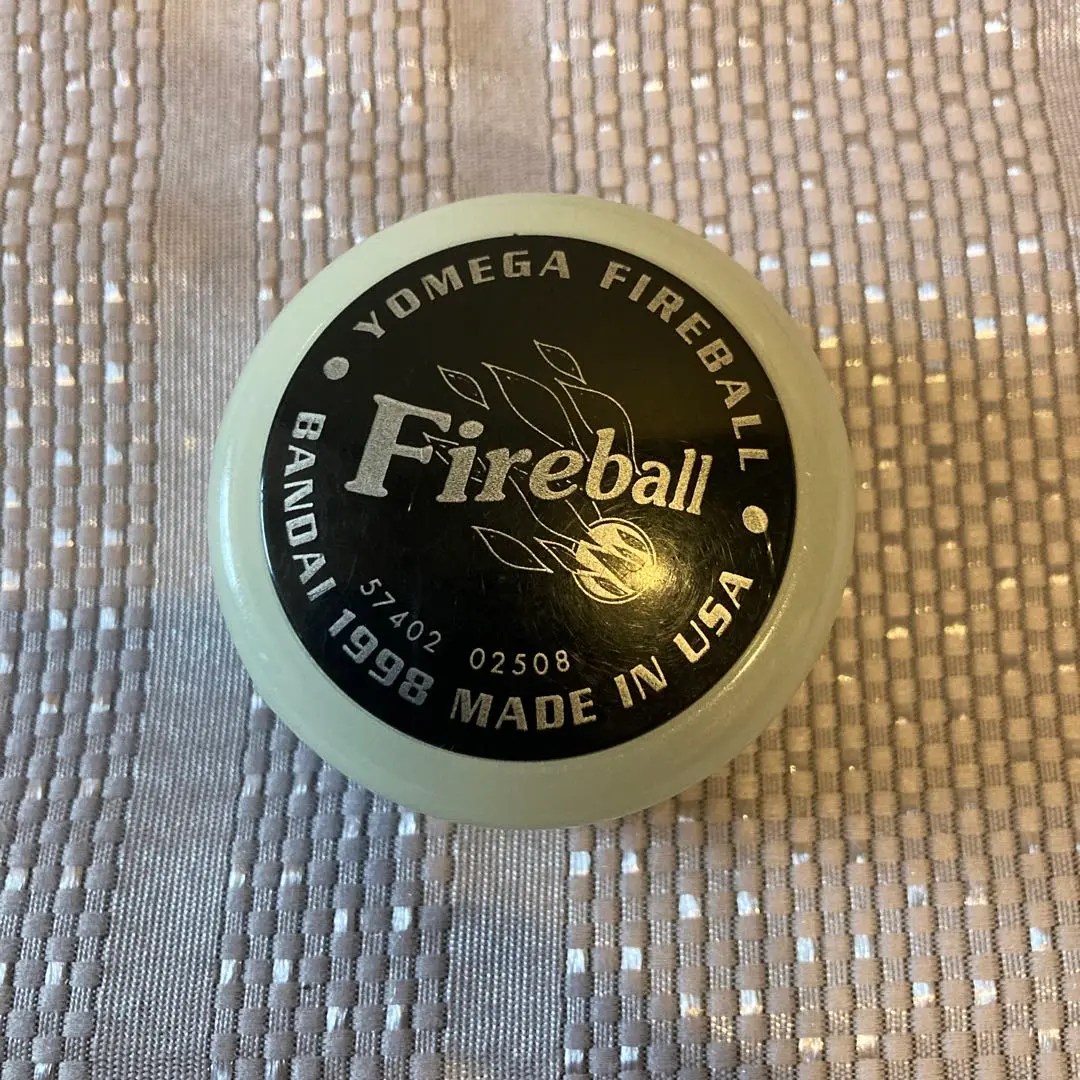 YOMEGA FIREBALL
Fireball
57402 02508
BANDAI 1998 MADE IN USA